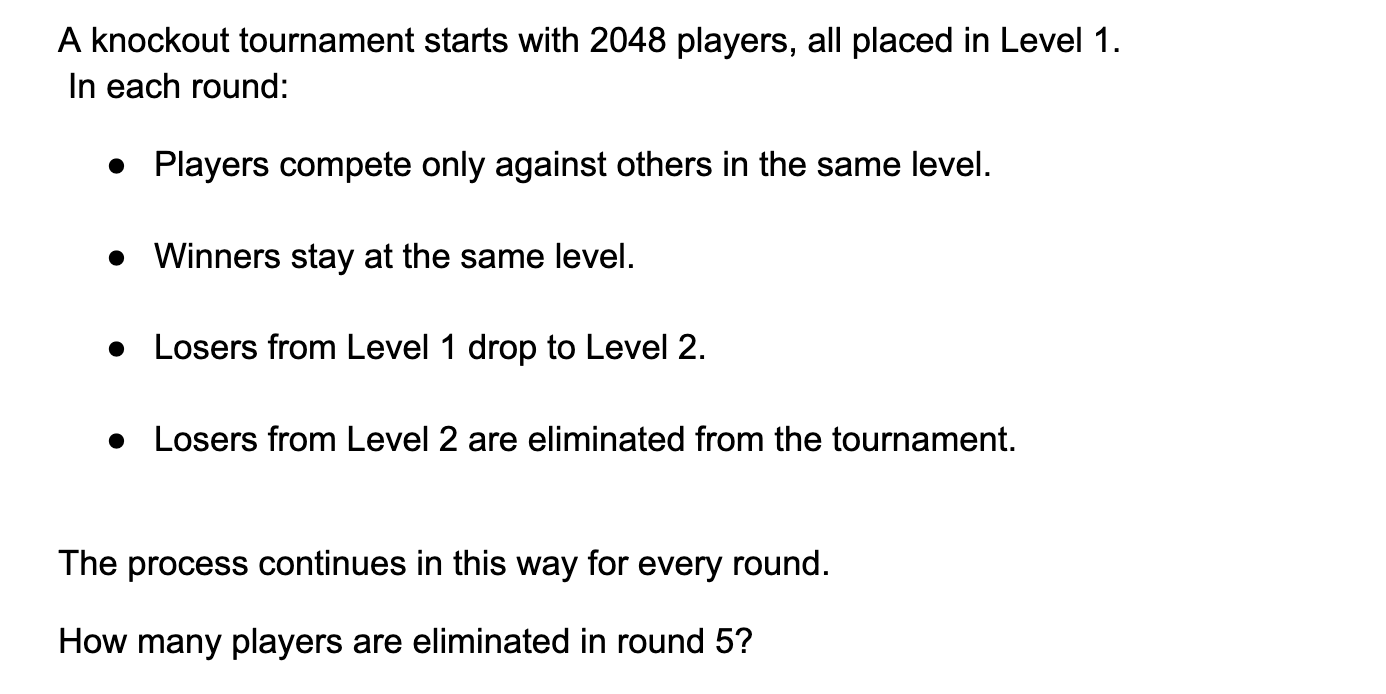 A knockout tournament starts with 2048 players, all placed in Level 1.
In each round:
● Players compete only against others in the same level.
● Winners stay at the same level.
● Losers from Level 1 drop to Level 2.
● Losers from Level 2 are eliminated from the tournament.
The process continues in this way for every round.
How many players are eliminated in round 5?